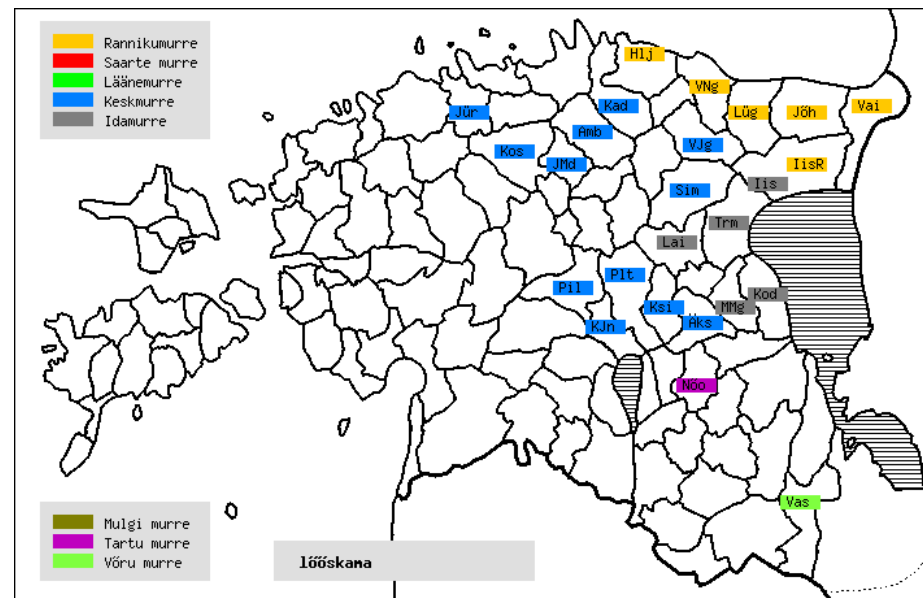 Rannikumurre
Saarte murre
Läänemurre
Keskmurre
Idamurre
Hlj
VNg
Kad
Jür
Lüg
Jõh
Vai
Amb
VJg
Kos
JMd
IisR
Sim
Iis
Trm
Lai
Plt
Pil
Kod
Ksi
MMg
KJn
Äks
Nõo
Vas
Mulgi murre
Tartu murre
Võru murre
lõõskama